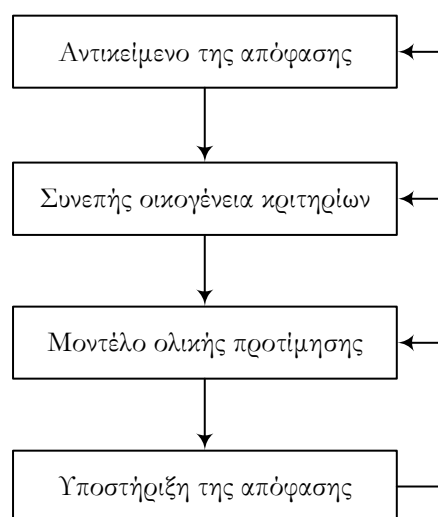 Αντικείμενο της απόφασης
Συνεπής οικογένεια κριτηρίων
Μοντέλο ολικής προτίμησης
Υποστήριξη της απόφασης